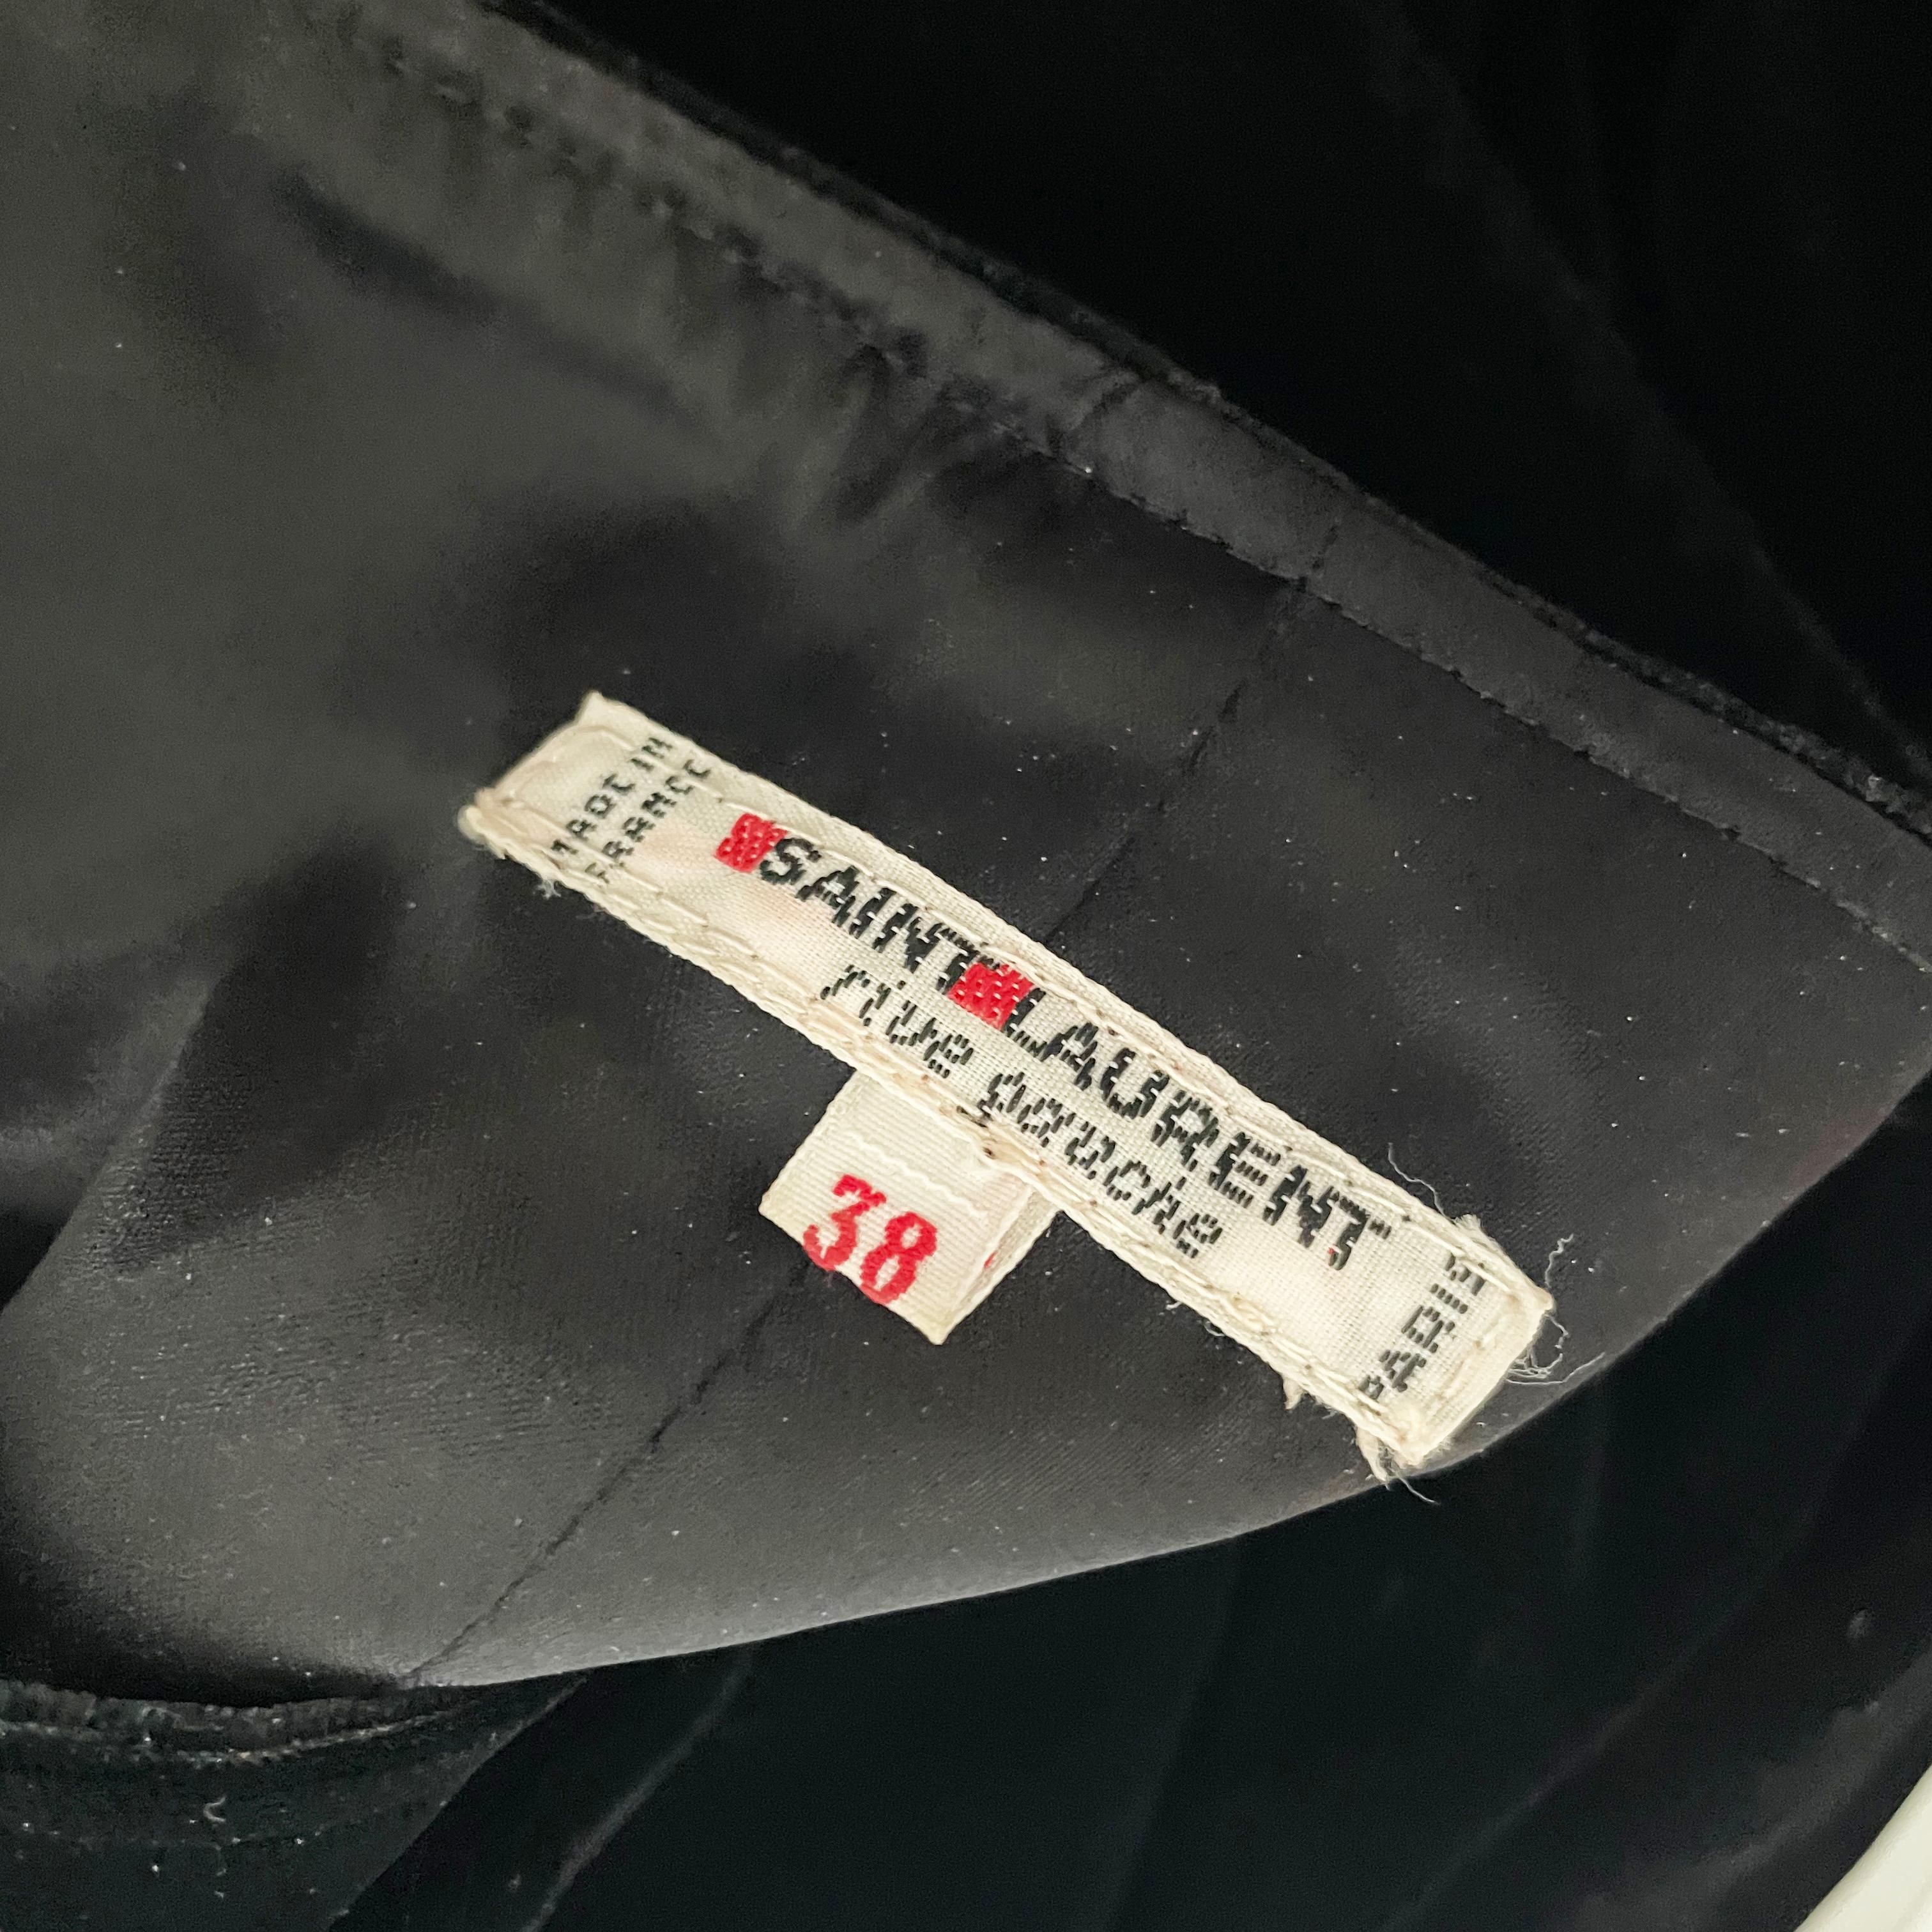 MADE IN
FRANCE
SAINT LAURENT
rive gauche
PARIS
38